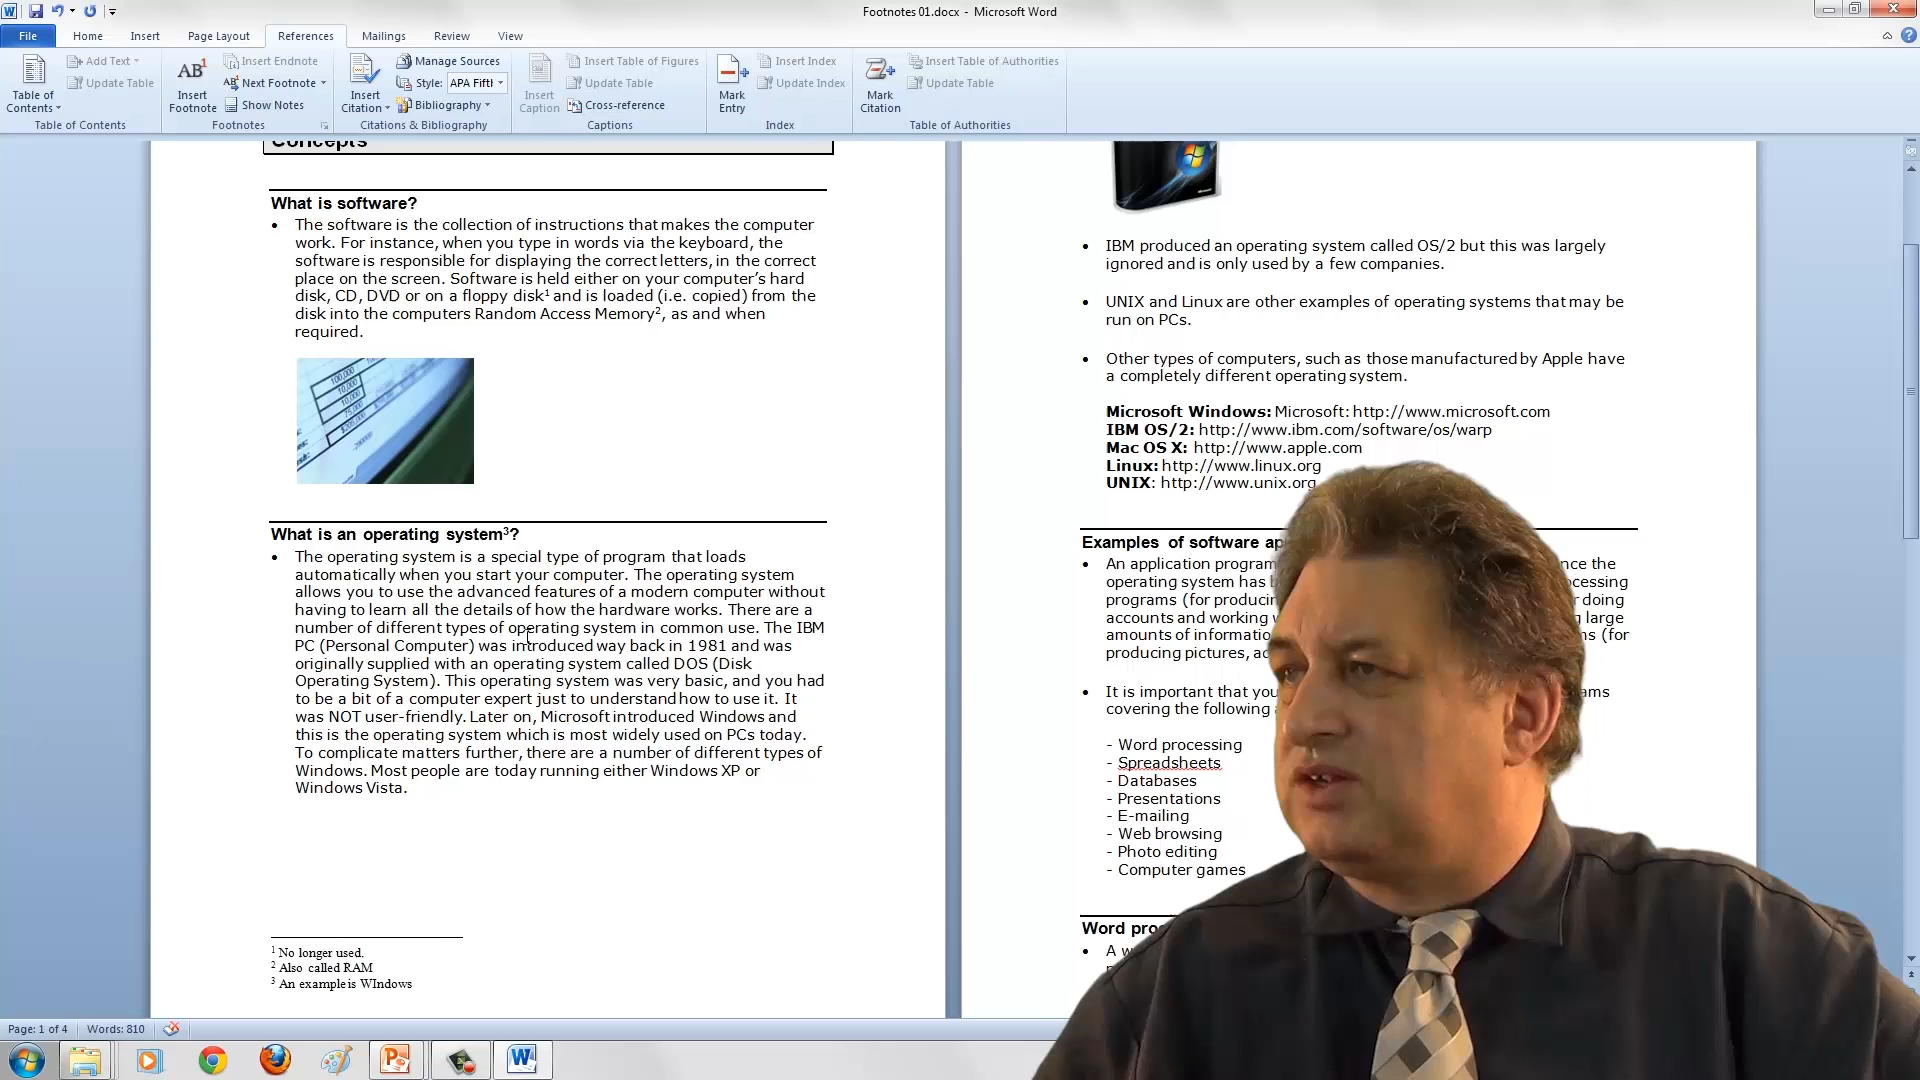 Footnotes 01.docx - Microsoft Word
File Home Insert Page Layout References Mailings Review View
Table of Contents
Add Text
Update Table
Table of Contents
AB1
Insert Footnote
Insert Endnote
AB1 Next Footnote
Show Notes
Footnotes
Insert Citation
Manage Sources
Style: APA Fifth
Bibliography
Citations & Bibliography
Insert Caption
Insert Table of Figures
Update Table
Cross-reference
Captions
Mark Entry
Insert Index
Update Index
Index
Mark Citation
Insert Table of Authorities
Update Table
Table of Authorities
Concepts
What is software?
• The software is the collection of instructions that makes the computer
work. For instance, when you type in words via the keyboard, the
software is responsible for displaying the correct letters, in the correct
place on the screen. Software is held either on your computer's hard
disk, CD, DVD or on a floppy disk1 and is loaded (i.e. copied) from the
disk into the computers Random Access Memory2, as and when
required.
100,000
10,000
10,000
75,000
What is an operating system3?
• The operating system is a special type of program that loads
automatically when you start your computer. The operating system
allows you to use the advanced features of a modern computer without
having to learn all the details of how the hardware works. There are a
number of different types of operating system in common use. The IBM
PC (Personal Computer) was introduced way back in 1981 and was
originally supplied with an operating system called DOS (Disk
Operating System). This operating system was very basic, and you had
to be a bit of a computer expert just to understand how to use it. It
was NOT user-friendly. Later on, Microsoft introduced Windows and
this is the operating system which is most widely used on PCs today.
To complicate matters further, there are a number of different types of
Windows. Most people are today running either Windows XP or
Windows Vista.
1 No longer used.
2 Also called RAM
3 An example is WIndows
• IBM produced an operating system called OS/2 but this was largely
ignored and is only used by a few companies.
• UNIX and Linux are other examples of operating systems that may be
run on PCs.
• Other types of computers, such as those manufactured by Apple have
a completely different operating system.
Microsoft Windows: Microsoft: http://www.microsoft.com
IBM OS/2: http://www.ibm.com/software/os/warp
Mac OS X: http://www.apple.com
Linux: http://www.linux.org
UNIX: http://www.unix.org
Examples of software
• An application program nce the
operating system has
programs (for doing
accounts and working large
amounts of (for
producing pictures,
• It is important that you
covering the following
- Word processing
- Spreadsheets
- Databases
- Presentations
- E-mailing
- Web browsing
- Photo editing
- Computer games
Word
• A
Page: 1 of 4 Words: 810